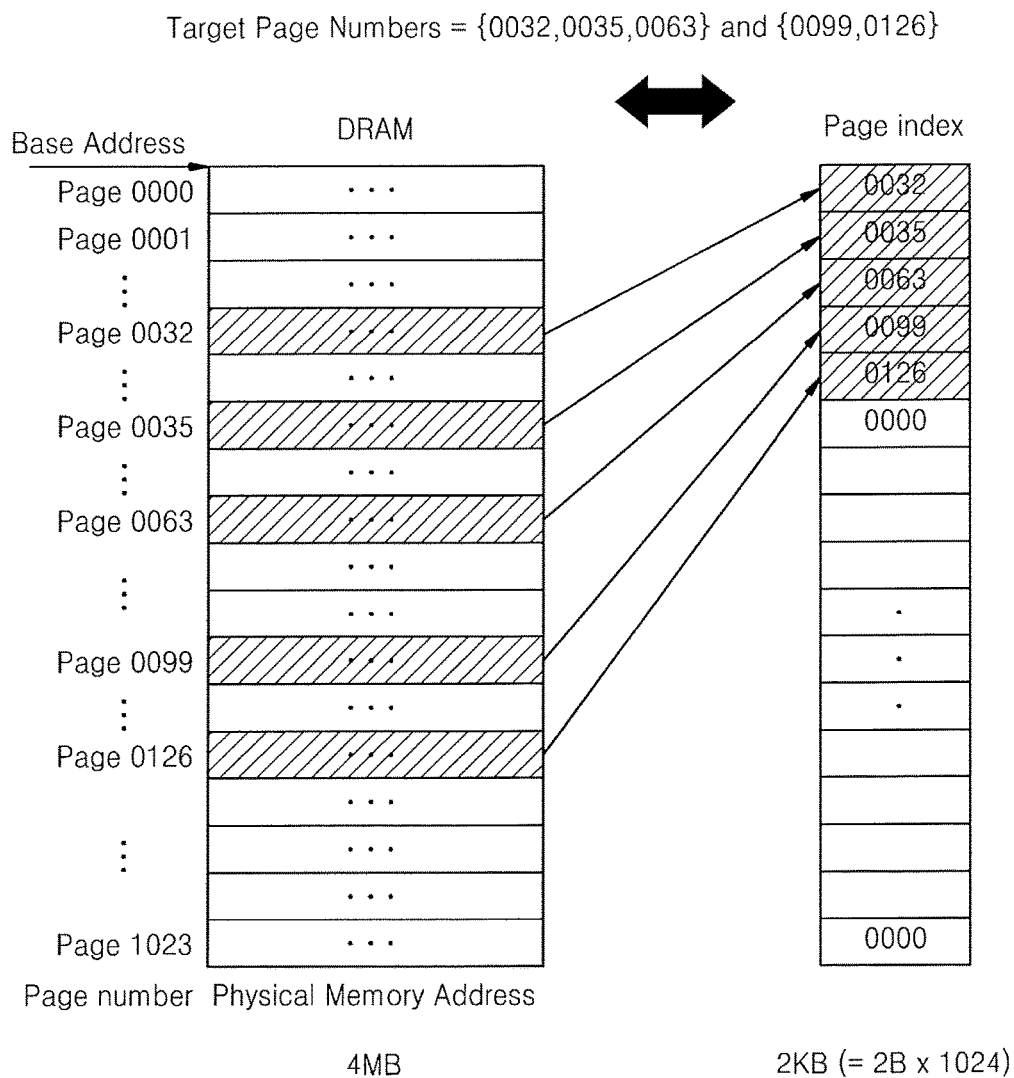 Target Page Numbers = {0032,0035,0063} and {0099,0126}
Base Address
DRAM
Page index
Page 0000
0032
Page 0001
0035
0063
Page 0032
0099
0126
Page 0035
0000
Page 0063
Page 0099
Page 0126
Page 1023
0000
Page number Physical Memory Address
4MB
2KB (= 2B x 1024)